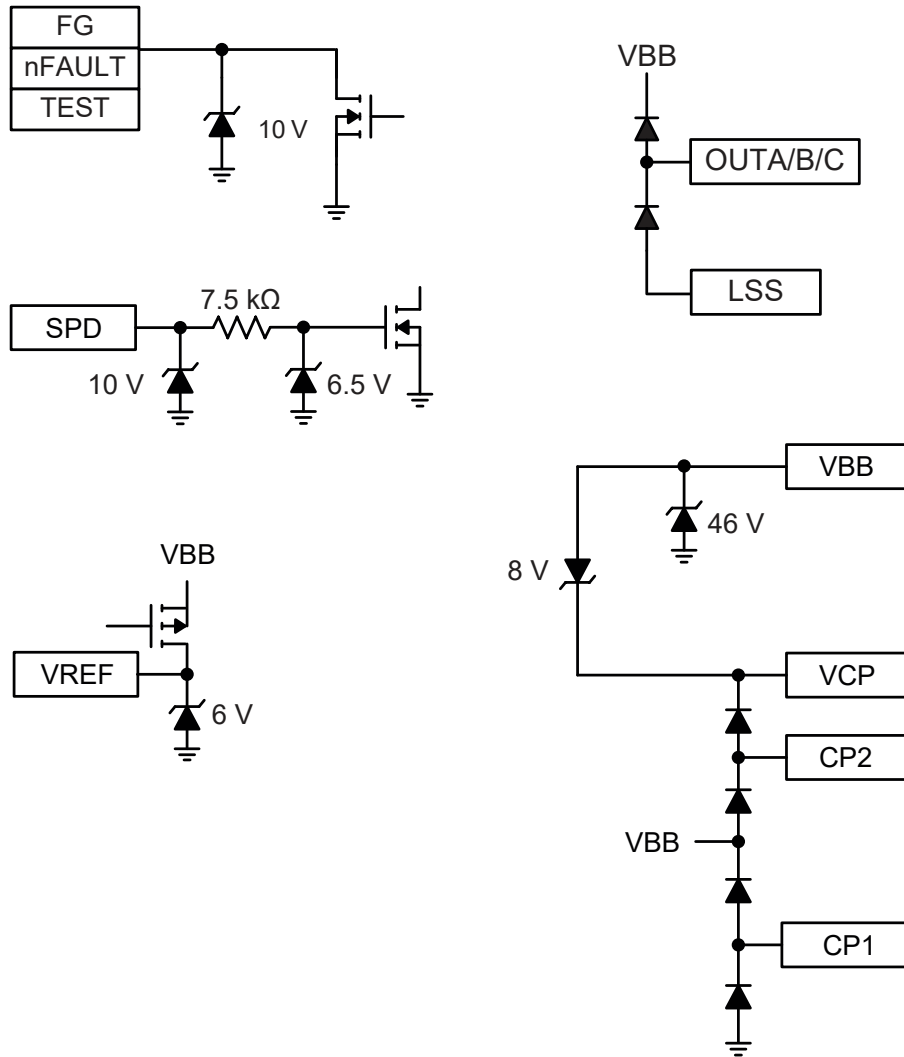 FG
nFAULT
TEST
10 V
SPD
7.5 kΩ
10 V
6.5 V
VBB
VREF
6 V
VBB
OUTA/B/C
LSS
VBB
46 V
8 V
VCP
CP2
VBB
CP1